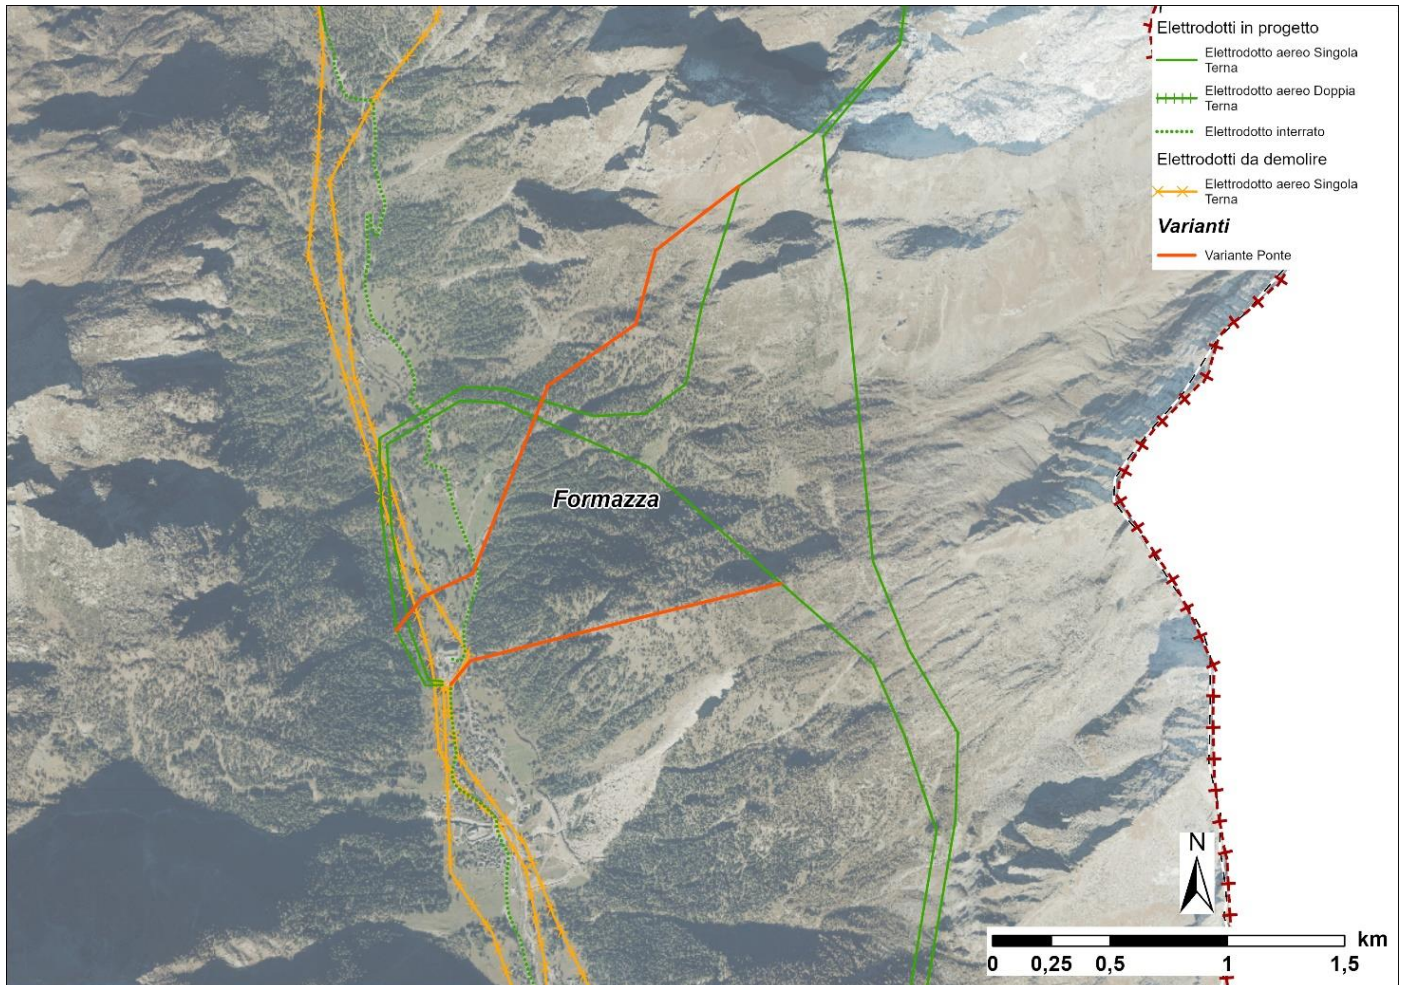 Elettrodotti in progetto
Elettrodotto aereo Singola
Terna
Elettrodotto aereo Doppia
Terna
Elettrodotto interrato
Elettrodotti da demolire
Elettrodotto aereo Singola
Terna
Varianti
Variante Ponte
Formazza
N
km
0 0,25 0,5 1 1,5